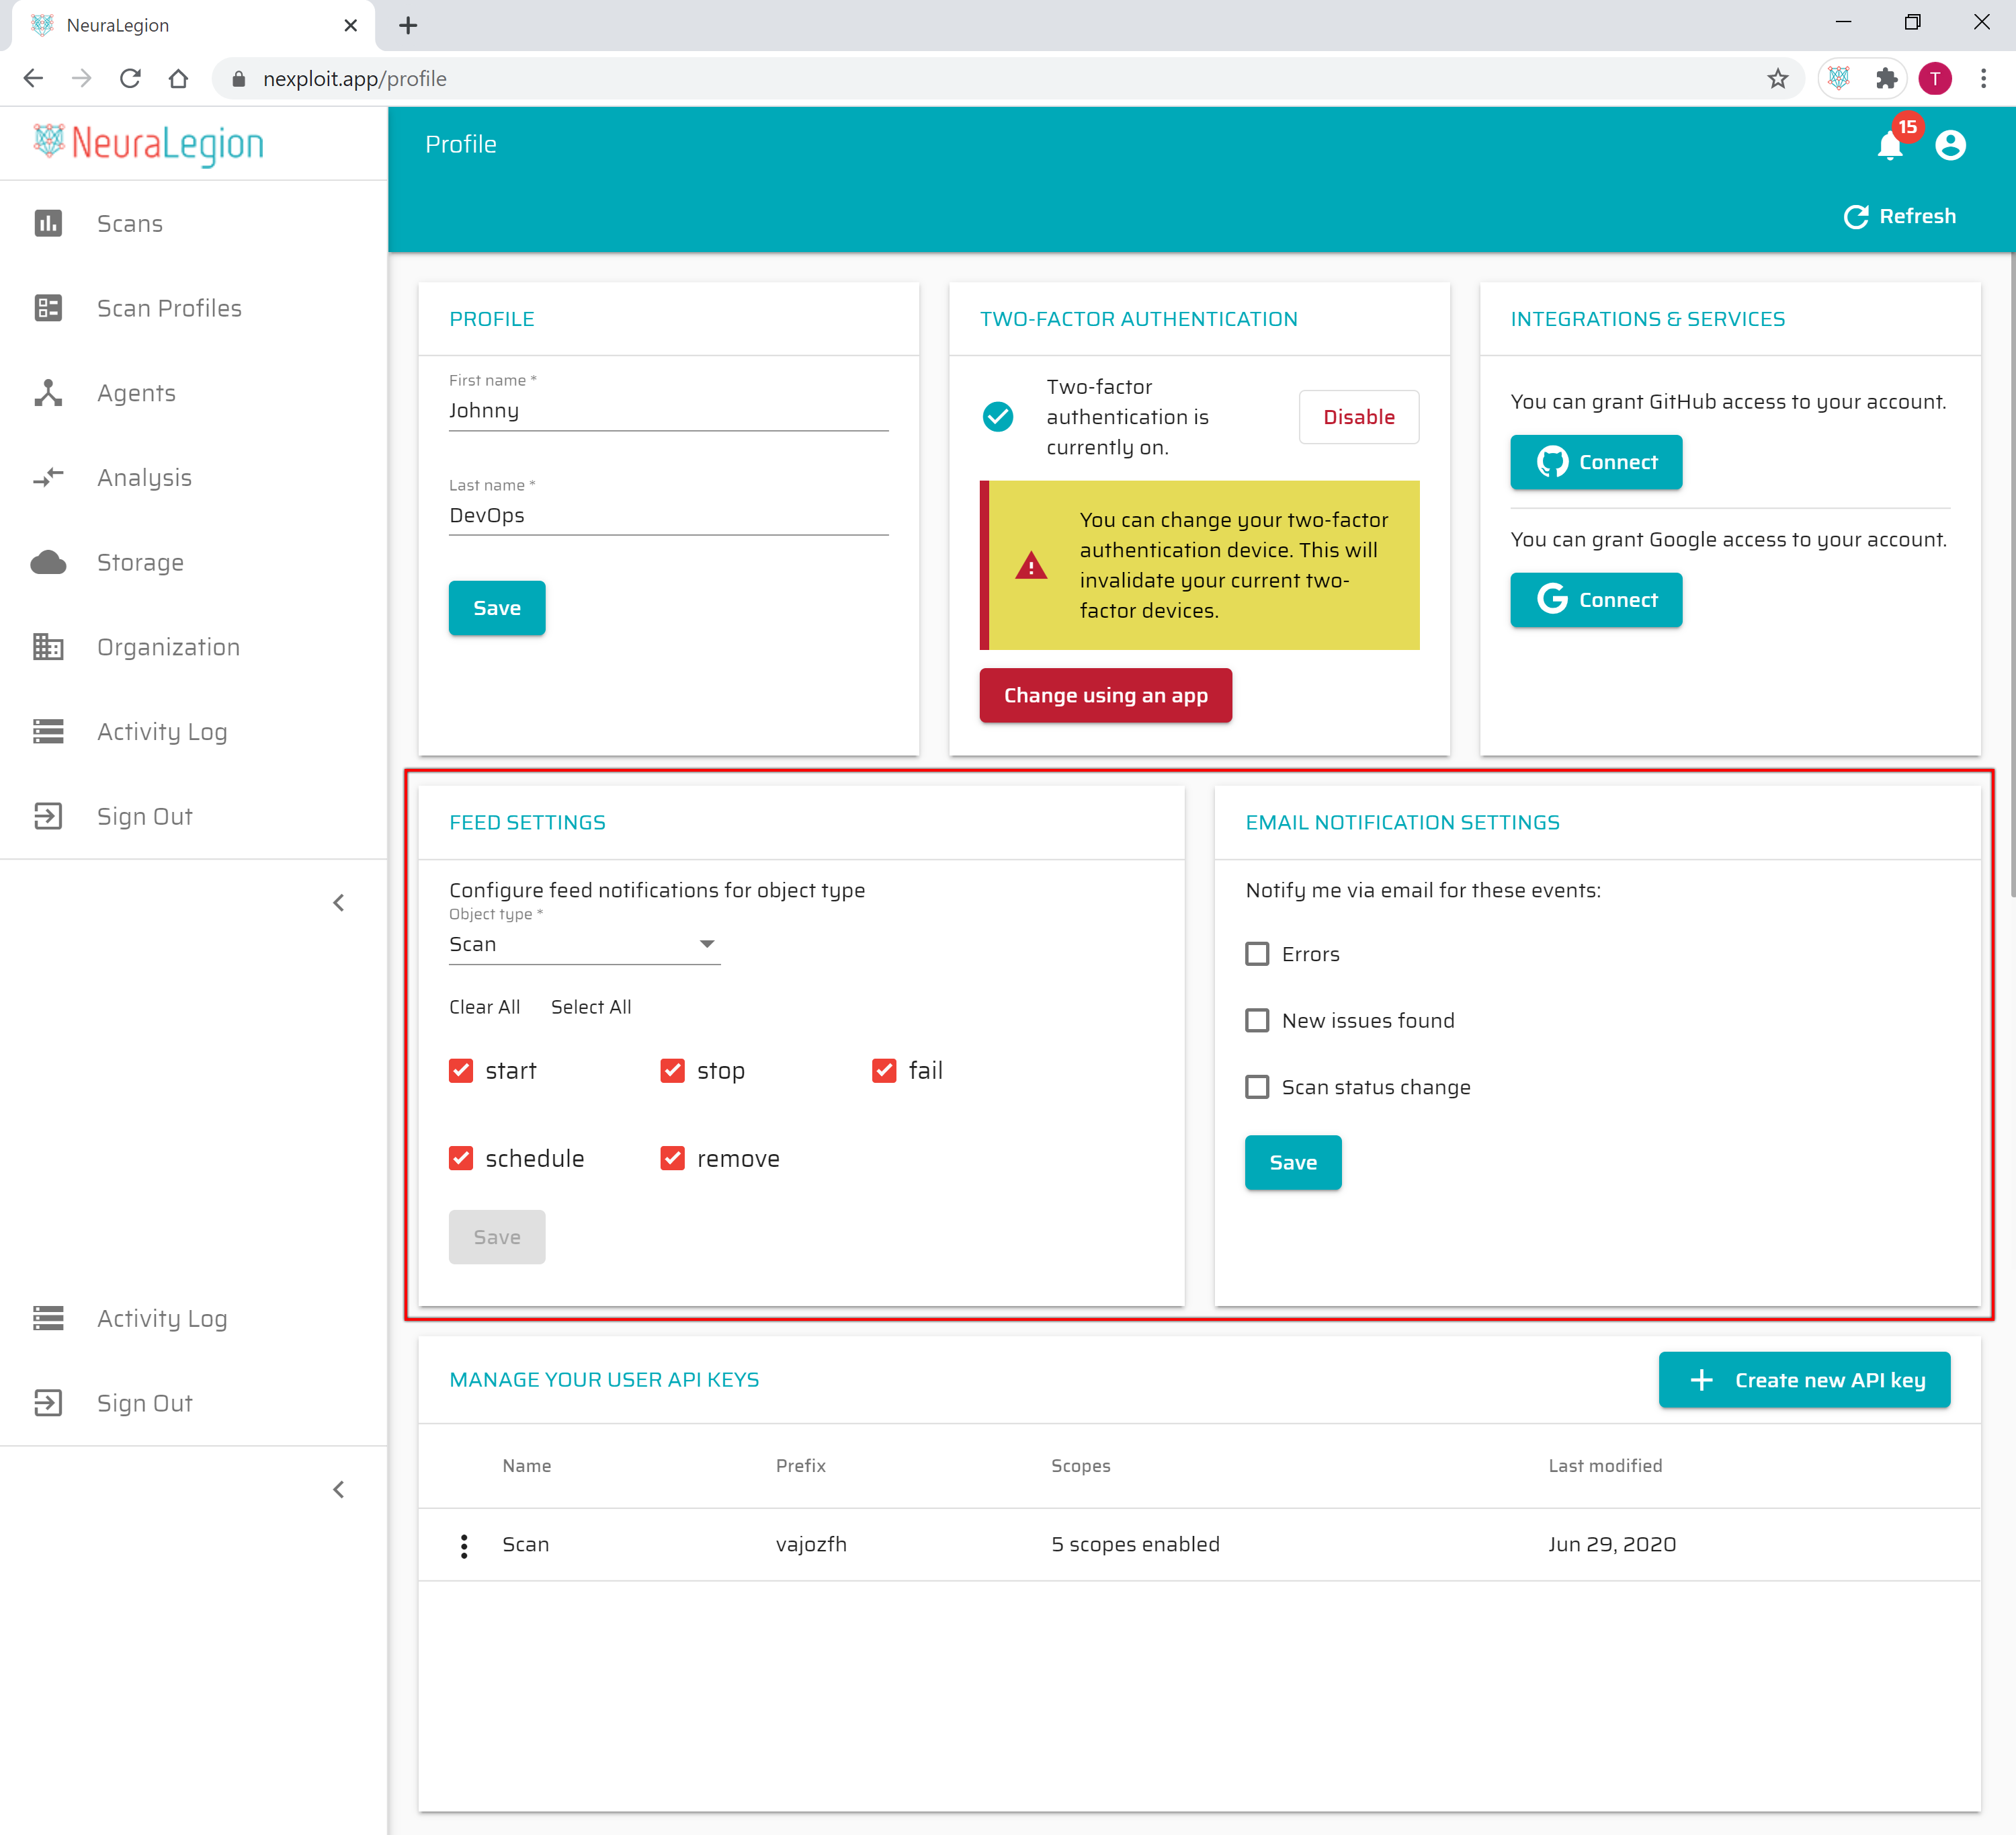 NeuraLegion
nexploit.app/profile
T
NeuraLegion
Scans
Scan Profiles
Agents
Analysis
Storage
Organization
Activity Log
Sign Out
Activity Log
Sign Out
Profile
15
Refresh
PROFILE
First name *
Johnny
Last name *
DevOps
Save
TWO-FACTOR AUTHENTICATION
Two-factor
authentication is
currently on.
Disable
You can change your two-factor
authentication device. This will
invalidate your current two-
factor devices.
Change using an app
INTEGRATIONS & SERVICES
You can grant GitHub access to your account.
Connect
You can grant Google access to your account.
G Connect
FEED SETTINGS
Configure feed notifications for object type
Object type *
Scan
Clear All Select All
start stop fail
schedule remove
Save
EMAIL NOTIFICATION SETTINGS
Notify me via email for these events:
Errors
New issues found
Scan status change
Save
MANAGE YOUR USER API KEYS
+ Create new API key
Name Prefix Scopes Last modified
Scan vajozfh 5 scopes enabled Jun 29, 2020